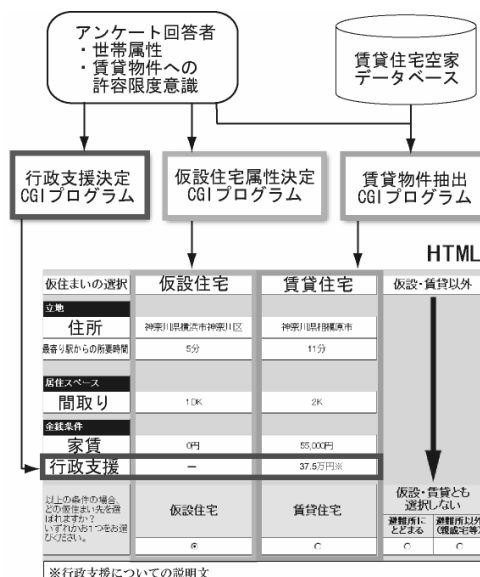 アンケート回答者
・世帯属性
・賃貸物件への
許容限度意識
賃貸住宅空家
データベース
行政支援決定
CGIプログラム
仮設住宅属性決定
CGIプログラム
賃貸物件抽出
CGIプログラム
HTML
仮住まいの選択
仮設住宅
賃貸住宅
仮設・賃貸以外
立地
住所
神奈川県横浜市神奈川区
神奈川県相模原市
最寄り駅からの所要時間
5分
11分
居住スペース
間取り
1DK
2K
金銭条件
家賃
0円
55,000円
行政支援
−
37.5万円※
以上の条件の場合、
どの仮住まい先を選
ばれますか?
いずれかお1つをお選
びください。
仮設住宅
賃貸住宅
仮設・賃貸とも
選択しない
避難所に
とどまる
避難所以外
(親戚宅等)
※行政支援についての説明文